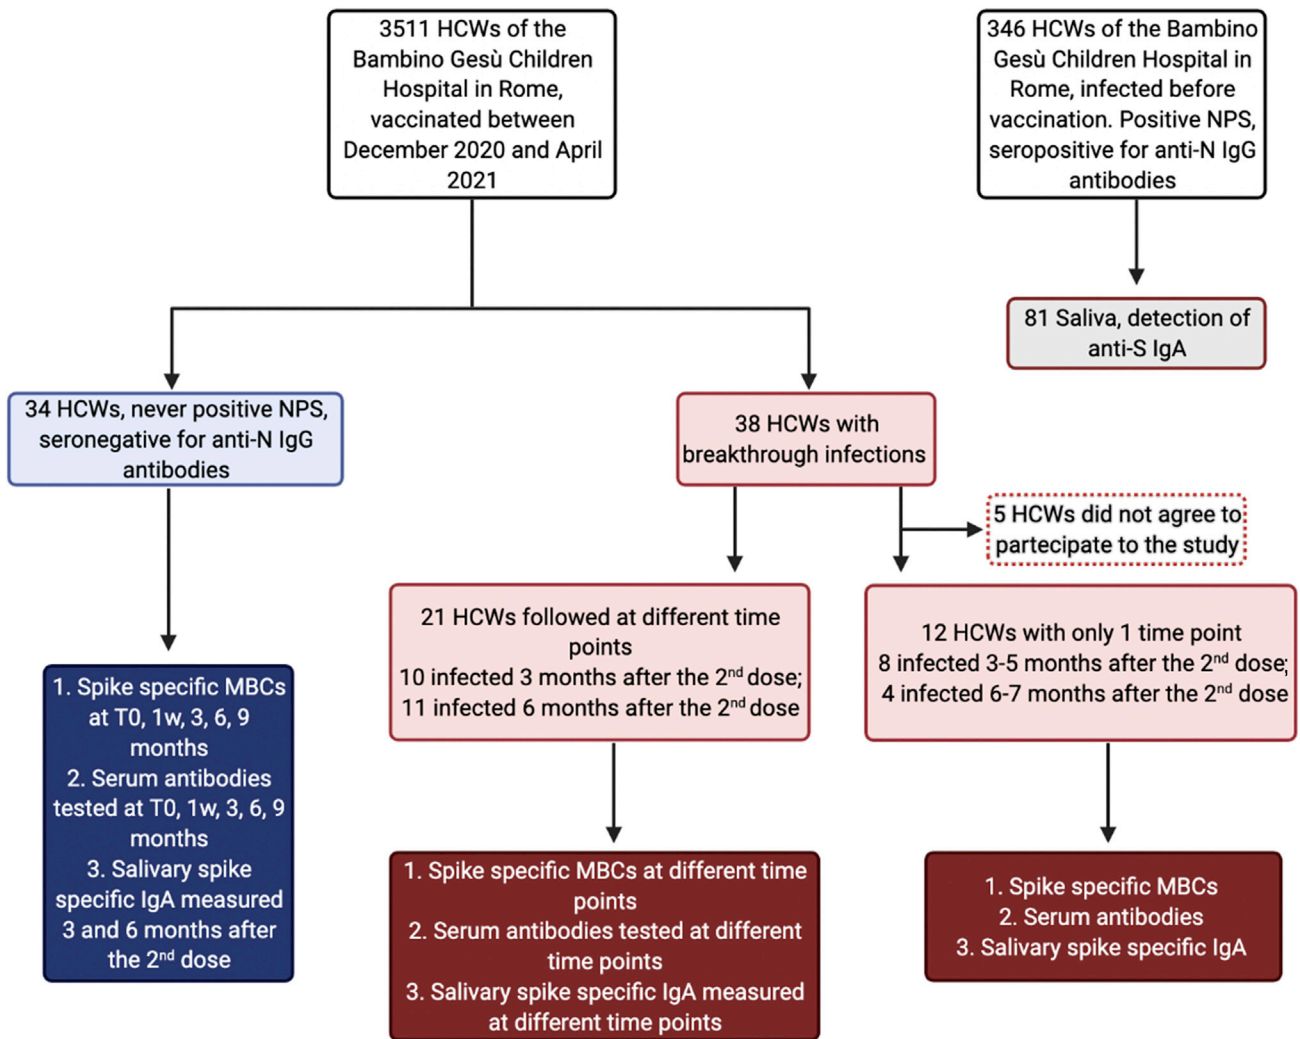 3511 HCWs of the
Bambino Gesù Children
Hospital in Rome,
vaccinated between
December 2020 and April
2021
346 HCWs of the Bambino
Gesù Children Hospital in
Rome, infected before
vaccination. Positive NPS,
seropositive for anti-N IgG
antibodies
81 Saliva, detection of
anti-S IgA
34 HCWs, never positive NPS,
seronegative for anti-N IgG
antibodies
38 HCWs with
breakthrough infections
5 HCWs did not agree to
partecipate to the study
21 HCWs followed at different time
points
10 infected 3 months after the 2nd dose;
11 infected 6 months after the 2nd dose
12 HCWs with only 1 time point
8 infected 3-5 months after the 2nd dose;
4 infected 6-7 months after the 2nd dose
1. Spike specific MBCs
at T0, 1w, 3, 6, 9
months
2. Serum antibodies
tested at T0, 1w, 3, 6, 9
months
3. Salivary spike
specific IgA measured
3 and 6 months after
the 2nd dose
1. Spike specific MBCs at different time
points
2. Serum antibodies tested at different
time points
3. Salivary spike specific IgA measured
at different time points
1. Spike specific MBCs
2. Serum antibodies
3. Salivary spike specific IgA